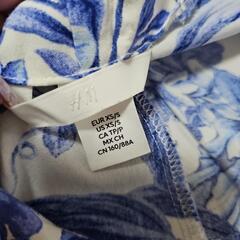 H&M
EUR XS/S
US XS/S
CA TP/P
MX CH
CN 160/88A